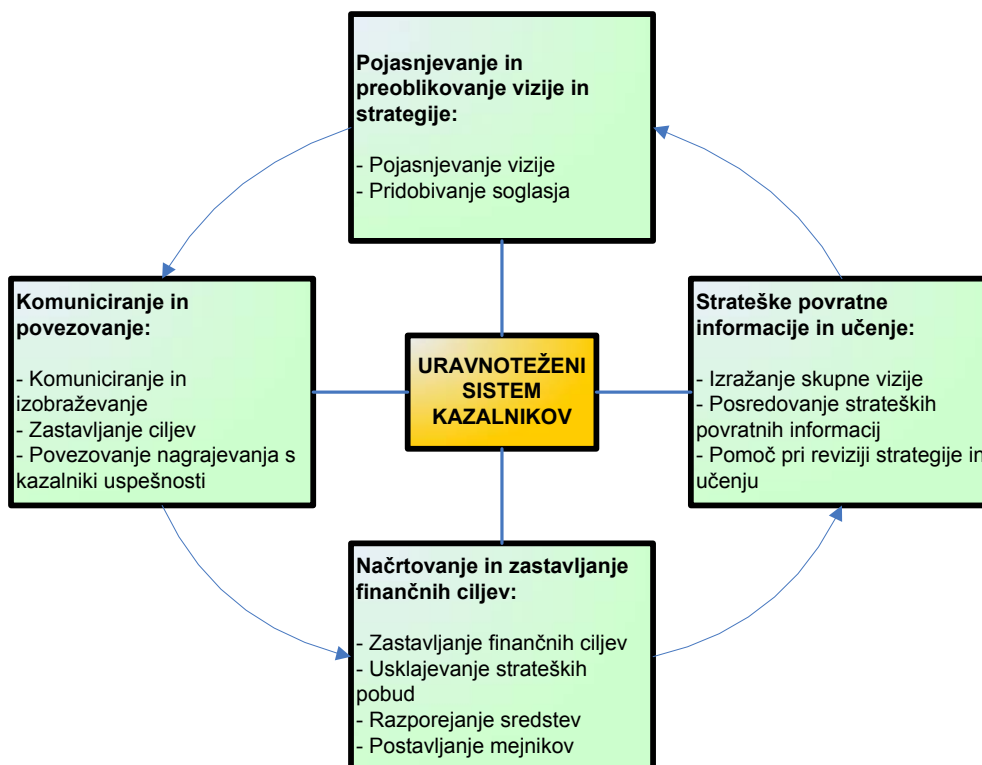 Pojasnjevanje in
preoblikovanje vizije in
strategije:
- Pojasnjevanje vizije
- Pridobivanje soglasja
Komuniciranje in
povezovanje:
- Komuniciranje in
izobraževanje
- Zastavljanje ciljev
- Povezovanje nagrajevanja s
kazalniki uspešnosti
URAVNOTEŽENI
SISTEM
KAZALNIKOV
Strateške povratne
informacije in učenje:
- Izražanje skupne vizije
- Posredovanje strateških
povratnih informacij
- Pomoč pri reviziji strategije in
učenju
Načrtovanje in zastavljanje
finančnih ciljev:
- Zastavljanje finančnih ciljev
- Usklajevanje strateških
pobud
- Razporejanje sredstev
- Postavljanje mejnikov